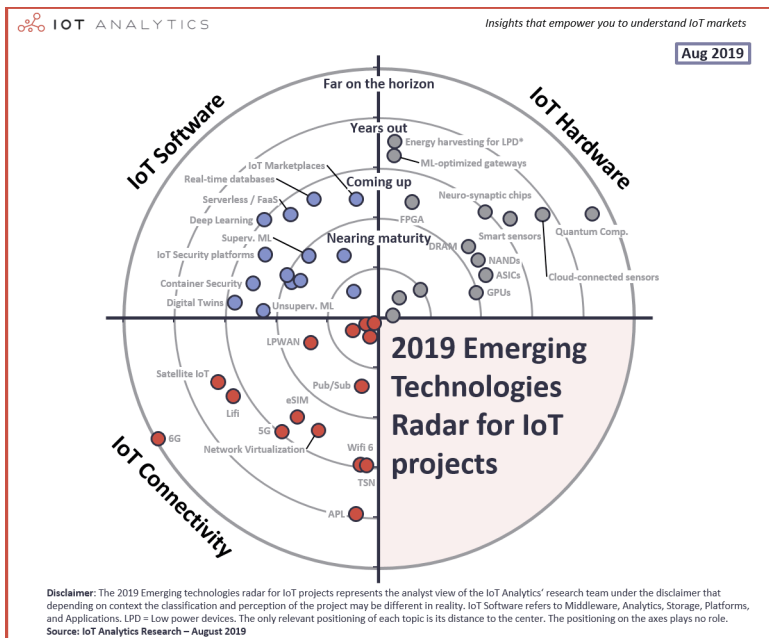 IOT ANALYTICS
Insights that empower you to understand IoT markets
Aug 2019
IoT Software
IoT Hardware
IoT Connectivity
Far on the horizon
Years out
Coming up
Nearing maturity
Energy harvesting for LPD*
ML-optimized gateways
IoT Marketplaces
Real-time databases
Serverless / FaaS
Deep Learning
Superv. ML
IoT Security platforms
Container Security
Digital Twins
Unsuperv. ML
Neuro-synaptic chips
FPGA
Smart sensors
Quantum Comp.
DRAM
NANDs
Cloud-connected sensors
ASICs
GPUs
LPWAN
Satellite IoT
Pub/Sub
Lifi
eSIM
6G
5G
Network Virtualization
Wifi 6
TSN
APL
2019 Emerging
Technologies
Radar for IoT
projects
Disclaimer: The 2019 Emerging technologies radar for IoT projects represents the analyst view of the IoT Analytics' research team under the disclaimer that
depending on context the classification and perception of the project may be different in reality. IoT Software refers to Middleware, Analytics, Storage, Platforms,
and Applications. LPD = Low power devices. The only relevant positioning of each topic is its distance to the center. The positioning on the axes plays no role.
Source: IoT Analytics Research – August 2019